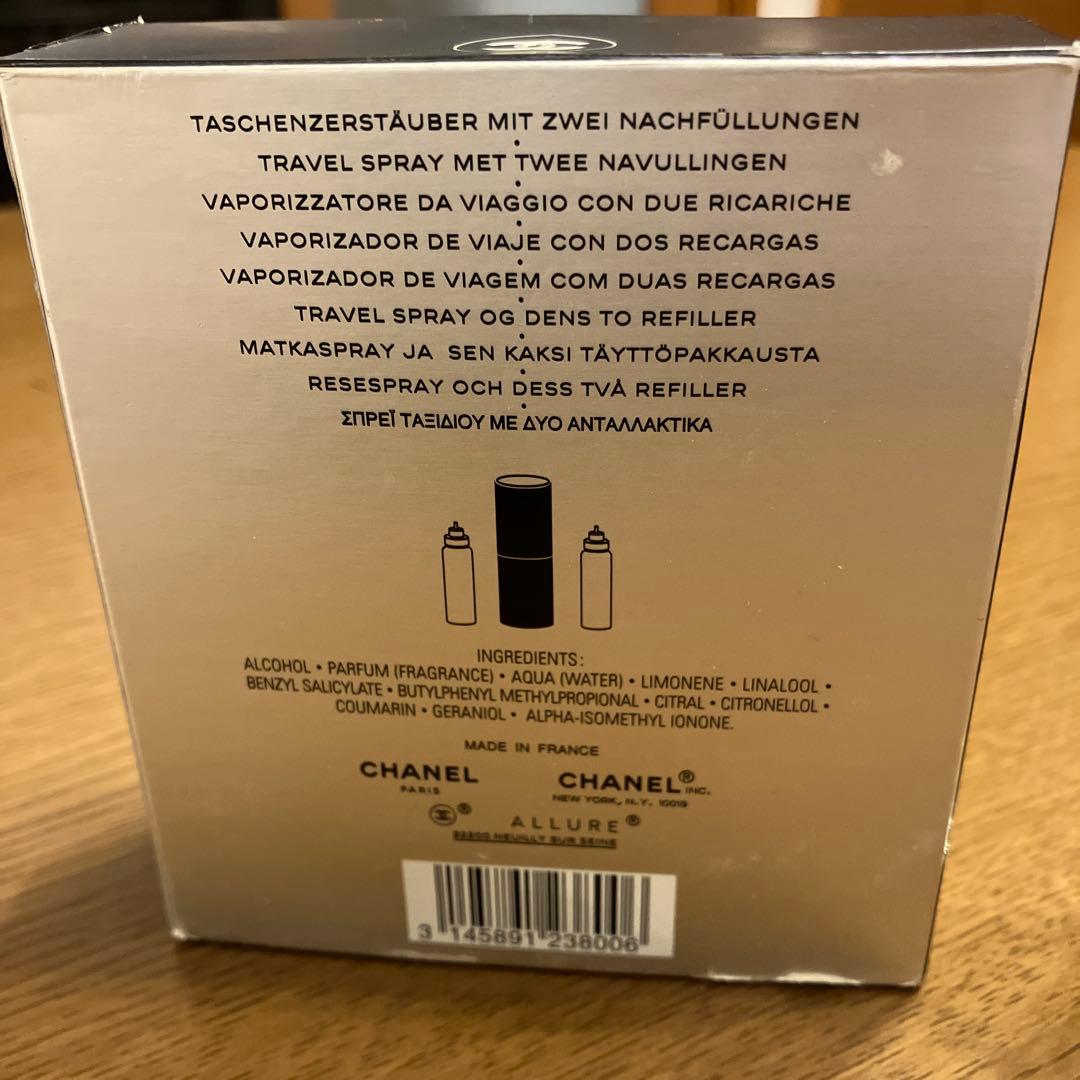 TASCHENZERSTÄUBER MIT ZWEI NACHFÜLLUNGEN
•
TRAVEL SPRAY MET TWEE NAVULLINGEN
•
VAPORIZZATORE DA VIAGGIO CON DUE RICARICHE
•
VAPORIZADOR DE VIAJE CON DOS RECARGAS
•
VAPORIZADOR DE VIAGEM COM DUAS RECARGAS
•
TRAVEL SPRAY OG DENS TO REFILLER
•
MATKASPRAY JA SEN KAKSI TÄYTTÖPAKKAUSTA
•
RESESPRAY OCH DESS TVÅ REFILLER
•
ΣΠΡΕΪ ΤΑΞΙΔΙΟΥ ΜΕ ΔΥΟ ΑΝΤΑΛΛΑΚΤΙΚΑ
INGREDIENTS:
ALCOHOL • PARFUM (FRAGRANCE) • AQUA (WATER) • LIMONENE • LINALOOL •
BENZYL SALICYLATE • BUTYLPHENYL METHYLPROPIONAL • CITRAL • CITRONELLOL •
COUMARIN • GERANIOL • ALPHA-ISOMETHYL IONONE.
MADE IN FRANCE
CHANEL
PARIS
CHANEL® INC.
NEW YORK, N.Y. 10019
® ALLURE®
92200 NEUILLY SUR SEINE
3 145891 238006